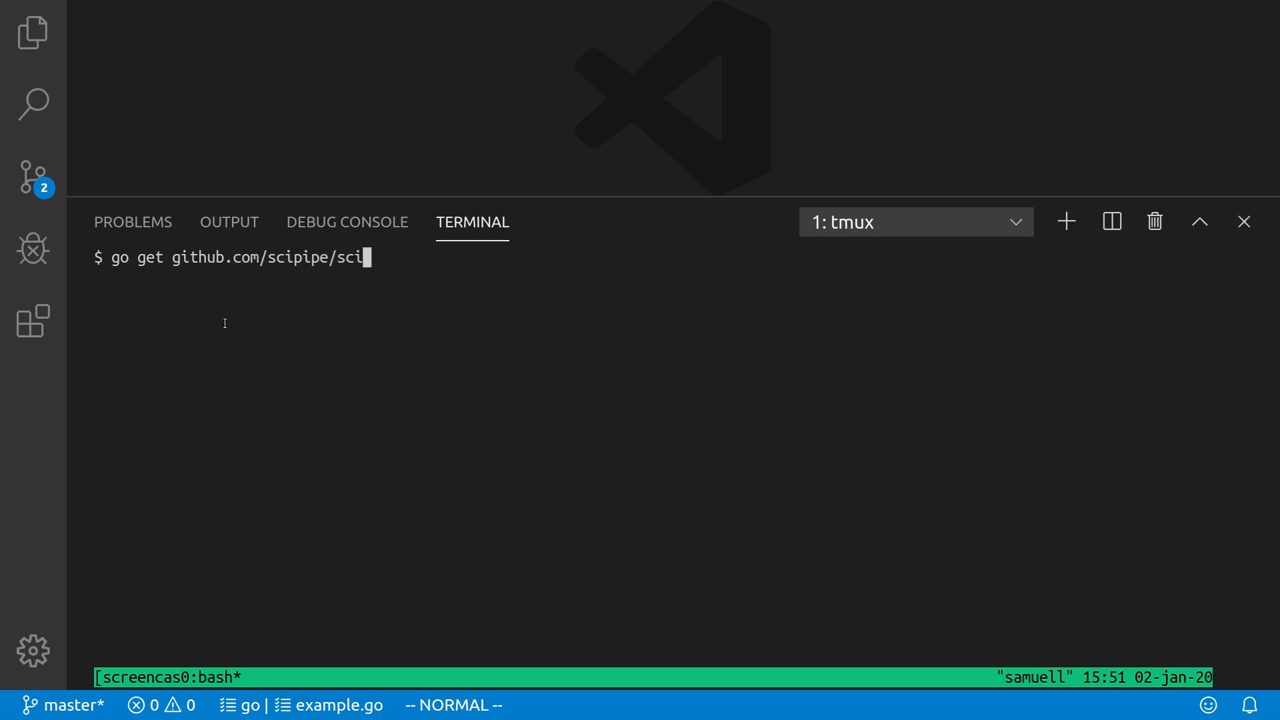 2
PROBLEMS OUTPUT DEBUG CONSOLE TERMINAL 1: tmux
$ go get github.com/scipipe/sci
[screencas0:bash* "samuell" 15:51 02-jan-20
master* 0 0 go | example.go -- NORMAL --